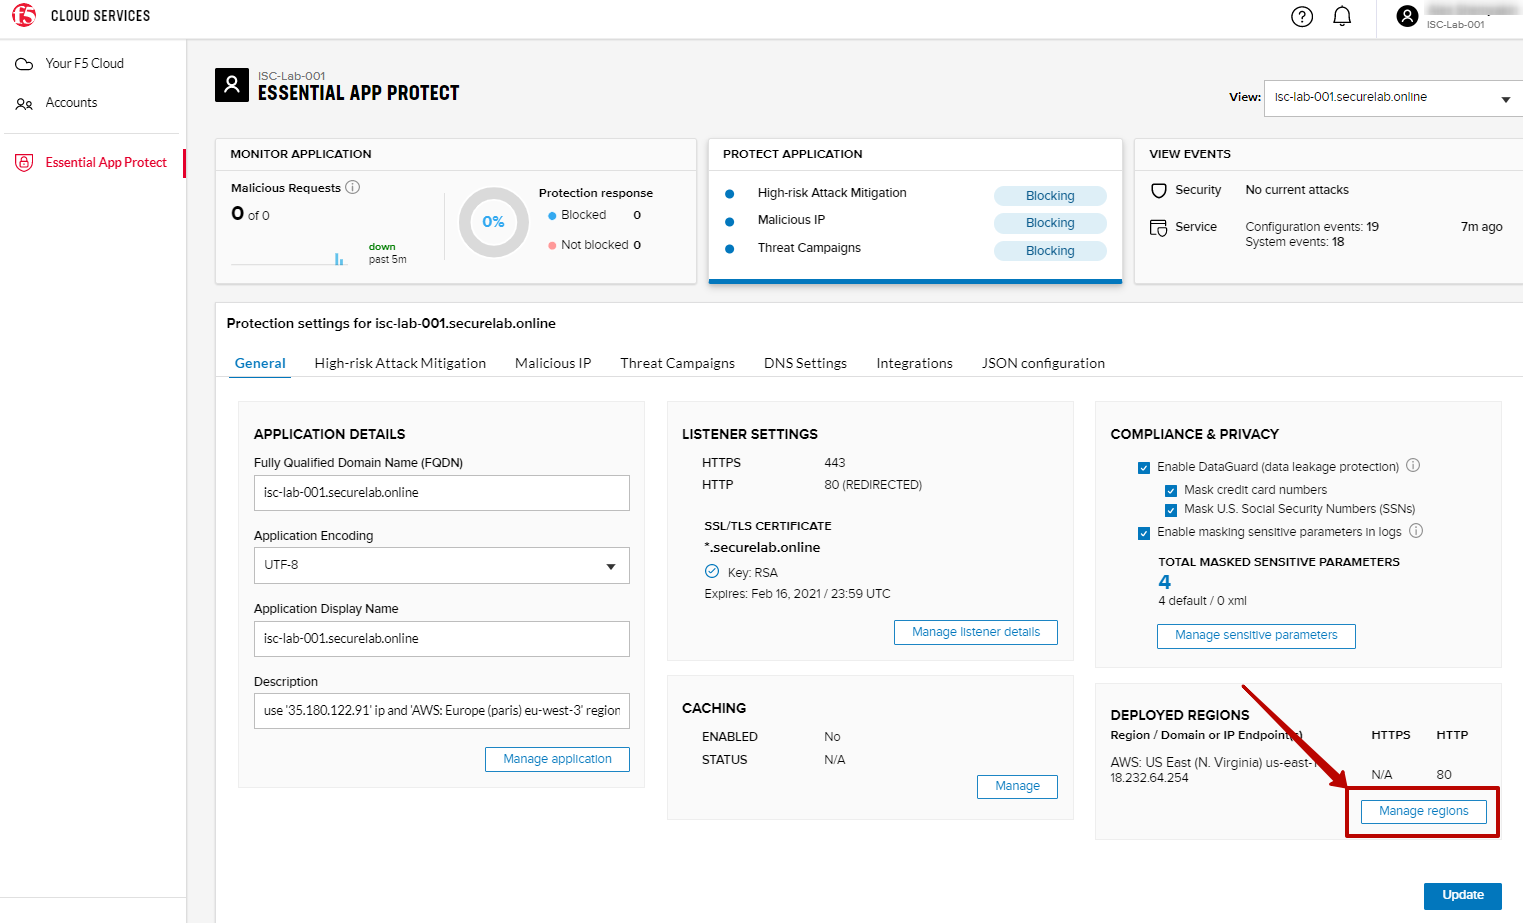 f5 CLOUD SERVICES
ISC-Lab-001
Your F5 Cloud
Accounts
Essential App Protect
ISC-Lab-001
ESSENTIAL APP PROTECT
View: isc-lab-001.securelab.online
MONITOR APPLICATION
Malicious Requests
0 of 0
down
past 5m
0%
Protection response
Blocked 0
Not blocked 0
PROTECT APPLICATION
High-risk Attack Mitigation Blocking
Malicious IP Blocking
Threat Campaigns Blocking
VIEW EVENTS
Security No current attacks
Service Configuration events: 19 7m ago
System events: 18
Protection settings for isc-lab-001.securelab.online
General High-risk Attack Mitigation Malicious IP Threat Campaigns DNS Settings Integrations JSON configuration
APPLICATION DETAILS
Fully Qualified Domain Name (FQDN)
isc-lab-001.securelab.online
Application Encoding
UTF-8
Application Display Name
isc-lab-001.securelab.online
Description
use '35.180.122.91' ip and 'AWS: Europe (paris) eu-west-3' region
Manage application
LISTENER SETTINGS
HTTPS 443
HTTP 80 (REDIRECTED)
SSL/TLS CERTIFICATE
*.securelab.online
Key: RSA
Expires: Feb 16, 2021 / 23:59 UTC
Manage listener details
CACHING
ENABLED No
STATUS N/A
Manage
COMPLIANCE & PRIVACY
Enable DataGuard (data leakage protection)
Mask credit card numbers
Mask U.S. Social Security Numbers (SSNs)
Enable masking sensitive parameters in logs
TOTAL MASKED SENSITIVE PARAMETERS
4
4 default / 0 xml
Manage sensitive parameters
DEPLOYED REGIONS
Region / Domain or IP Endpoint(s) HTTPS HTTP
AWS: US East (N. Virginia) us-east-1
18.232.64.254 N/A 80
Manage regions
Update